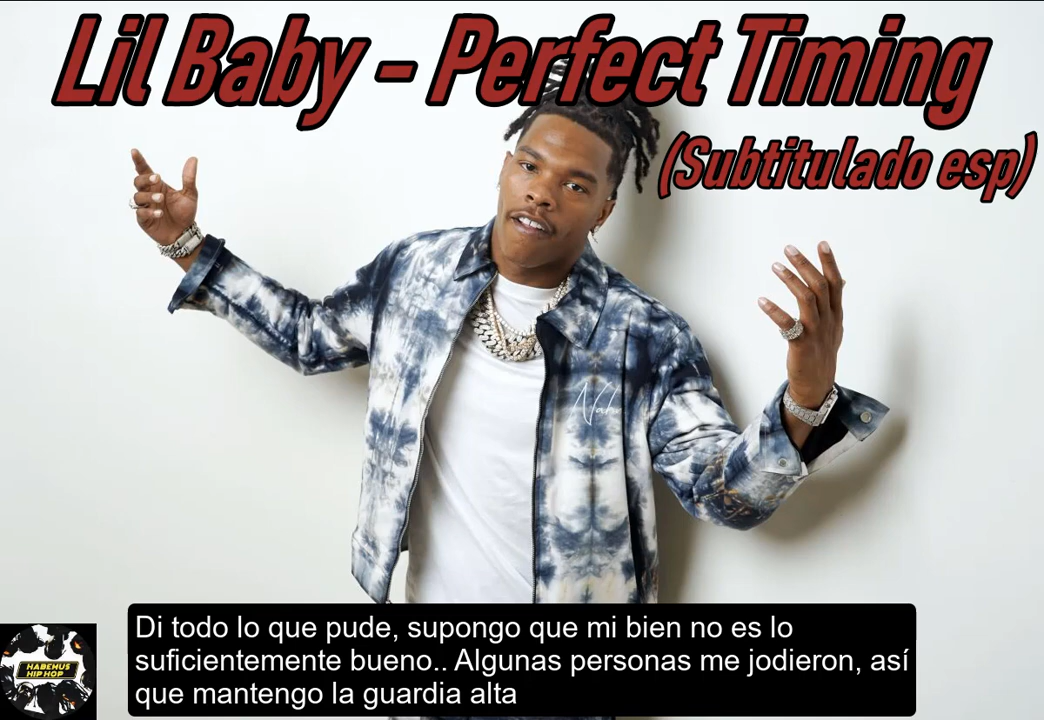 Lil Baby - Perfect Timing
(Subtitulado esp)
Di todo lo que pude, supongo que mi bien no es lo
suficientemente bueno.. Algunas personas me jodieron, así
que mantengo la guardia alta
HABEMUS
HIP HOP